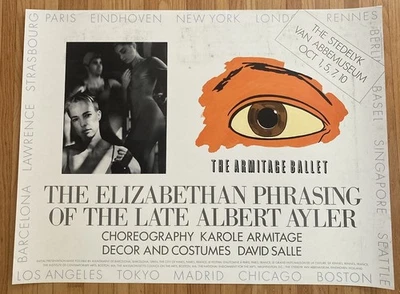 PARIS EINDHOVEN NEW YORK LONDON RENNES
STRASBOURG
LAWRENCE
BARCELONA
BERLIN
BASEL
SINGAPORE
SEATTLE
THE STEDELYK
VAN ABBEMUSEUM
OCT 1, 5, 7, 10
THE ARMITAGE BALLET
THE ELIZABETHAN PHRASING
OF THE LATE ALBERT AYLER
CHOREOGRAPHY KAROLE ARMITAGE
DECOR AND COSTUMES DAVID SALLE
LOS ANGELES TOKYO MADRID CHICAGO BOSTON